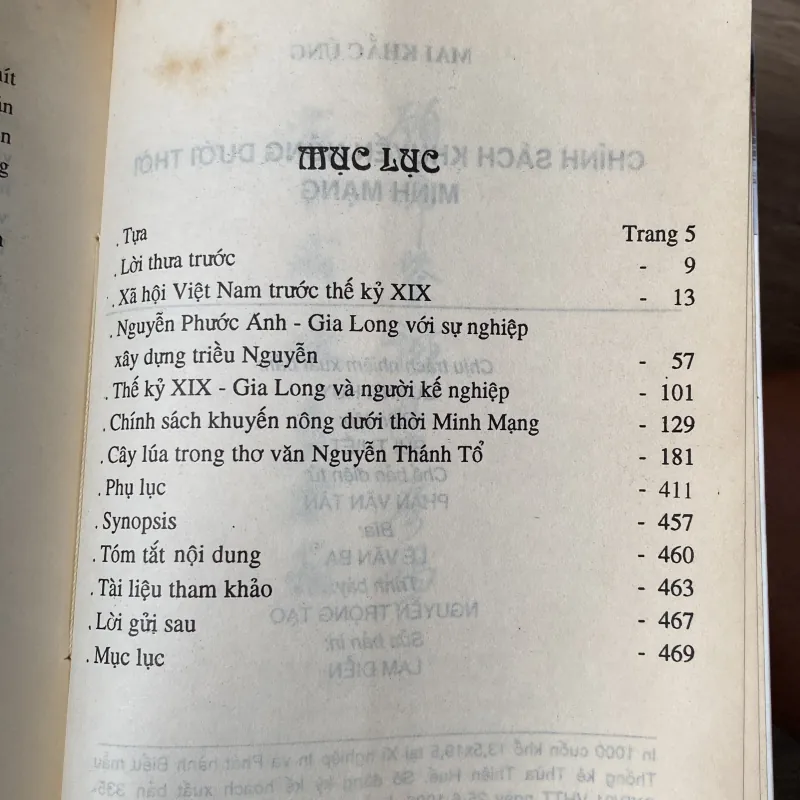 MỤC LỤC
.Tựa Trang 5
.Lời thưa trước - 9
.Xã hội Việt Nam trước thế kỷ XIX - 13
.Nguyễn Phước Ánh - Gia Long với sự nghiệp
xây dựng triều Nguyễn - 57
.Thế kỷ XIX - Gia Long và người kế nghiệp - 101
.Chính sách khuyến nông dưới thời Minh Mạng - 129
.Cây lúa trong thơ văn Nguyễn Thánh Tổ - 181
.Phụ lục - 411
.Synopsis - 457
.Tóm tắt nội dung - 460
.Tài liệu tham khảo - 463
.Lời gửi sau - 467
.Mục lục - 469